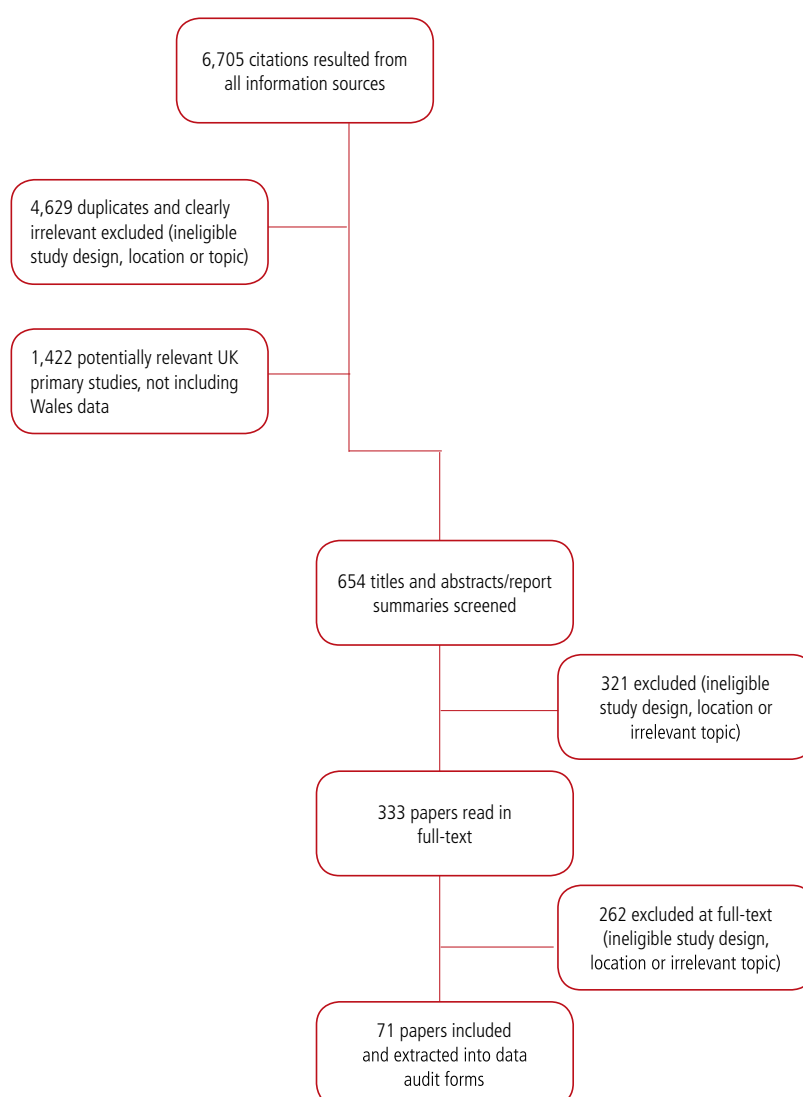 6,705 citations resulted from
all information sources
4,629 duplicates and clearly
irrelevant excluded (ineligible
study design, location or topic)
1,422 potentially relevant UK
primary studies, not including
Wales data
654 titles and abstracts/report
summaries screened
321 excluded (ineligible
study design, location or
irrelevant topic)
333 papers read in
full-text
262 excluded at full-text
(ineligible study design,
location or irrelevant topic)
71 papers included
and extracted into data
audit forms